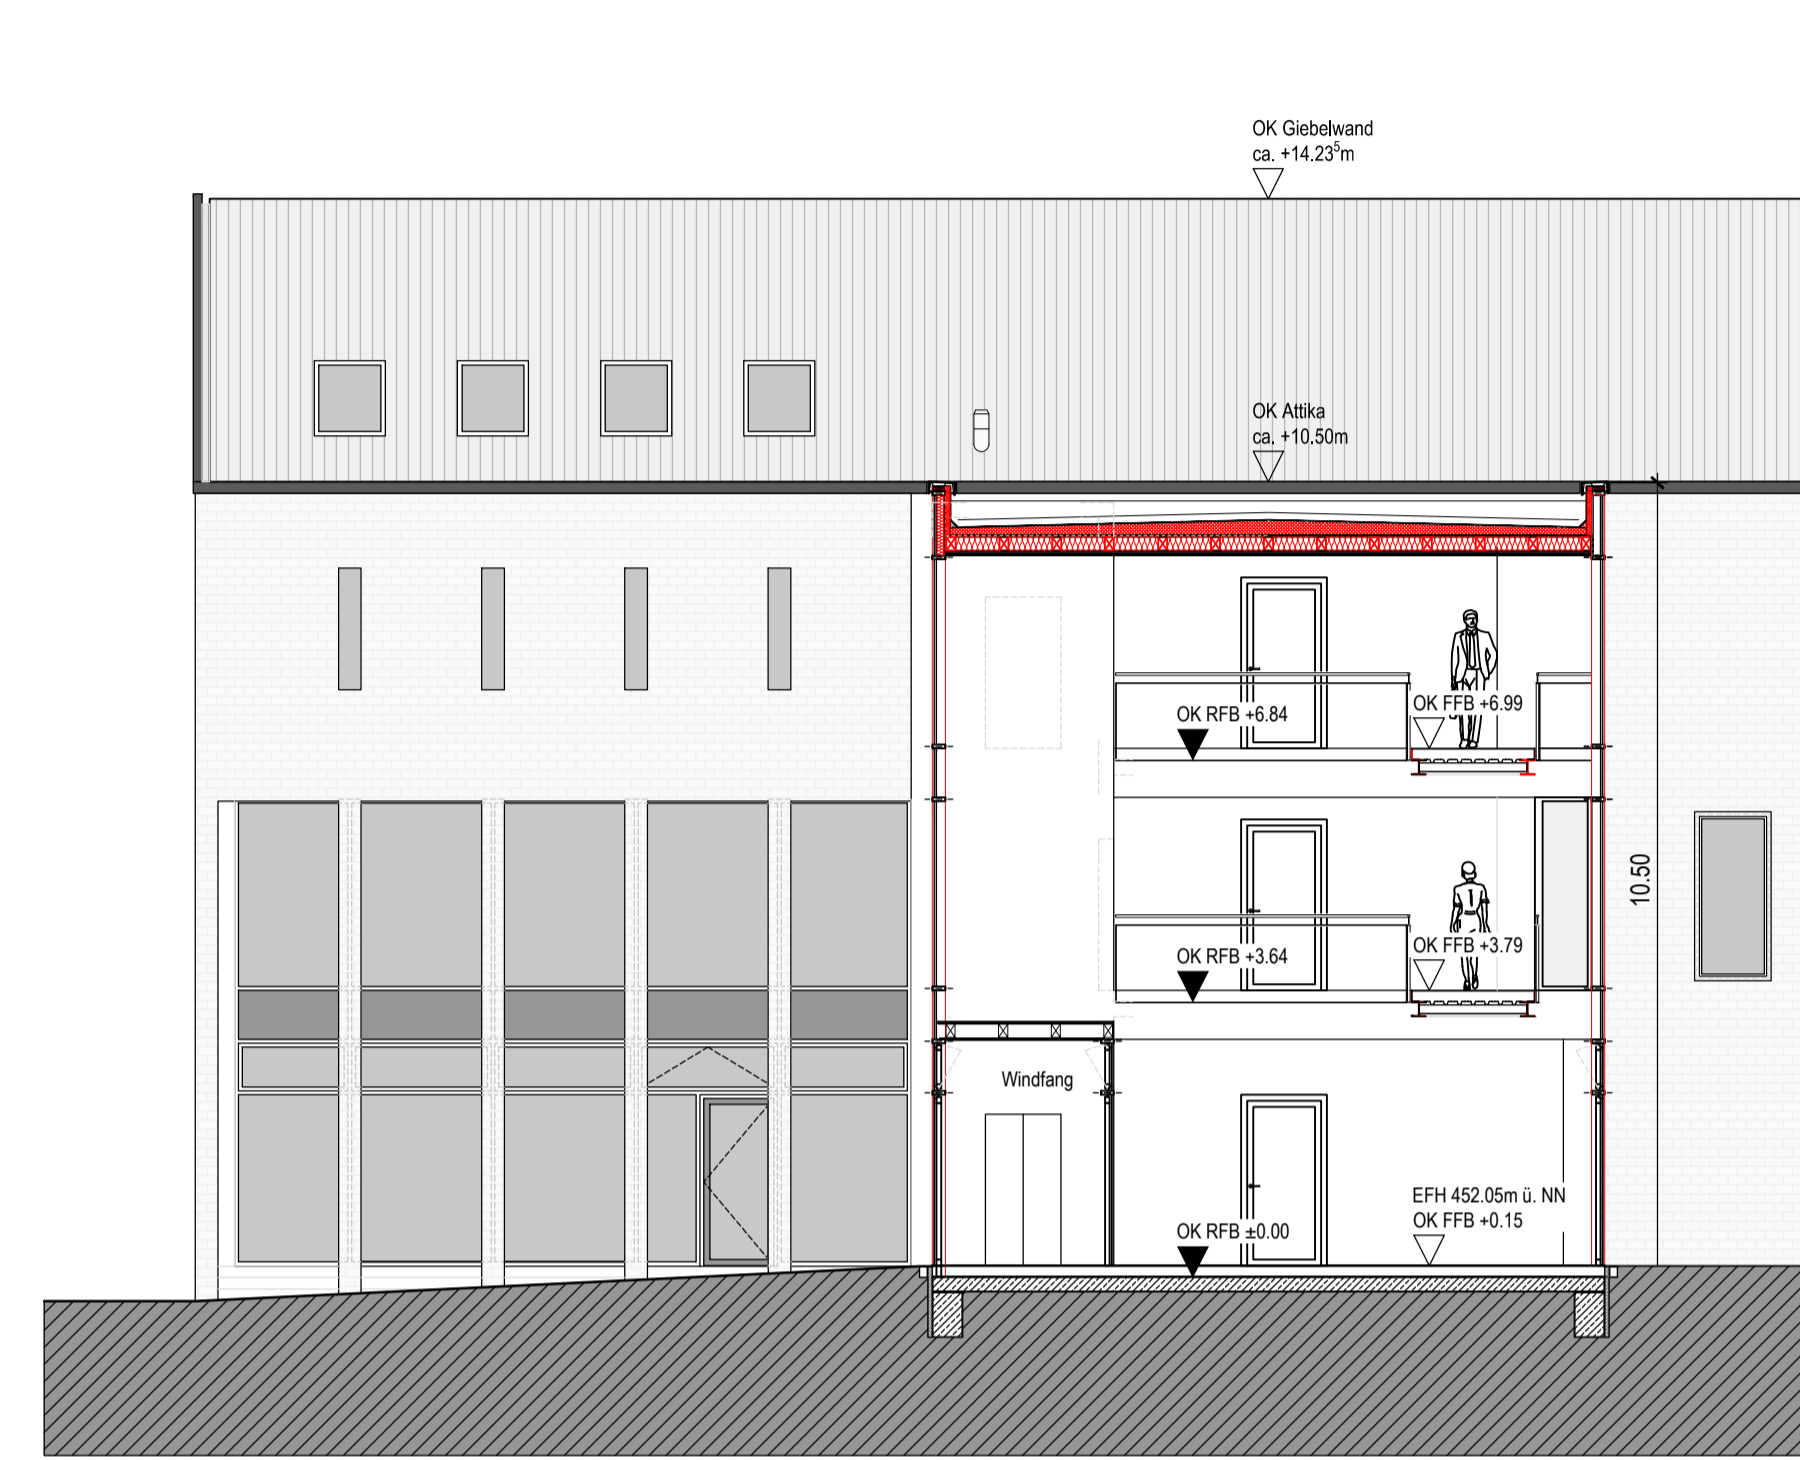 OK Giebelwand
ca. +14.23⁵m
OK Attika
ca. +10.50m
OK FFB +6.99
OK RFB +6.84
10.50
OK FFB +3.79
OK RFB +3.64
Windfang
EFH 452.05m ü. NN
OK FFB +0.15
OK RFB ±0.00